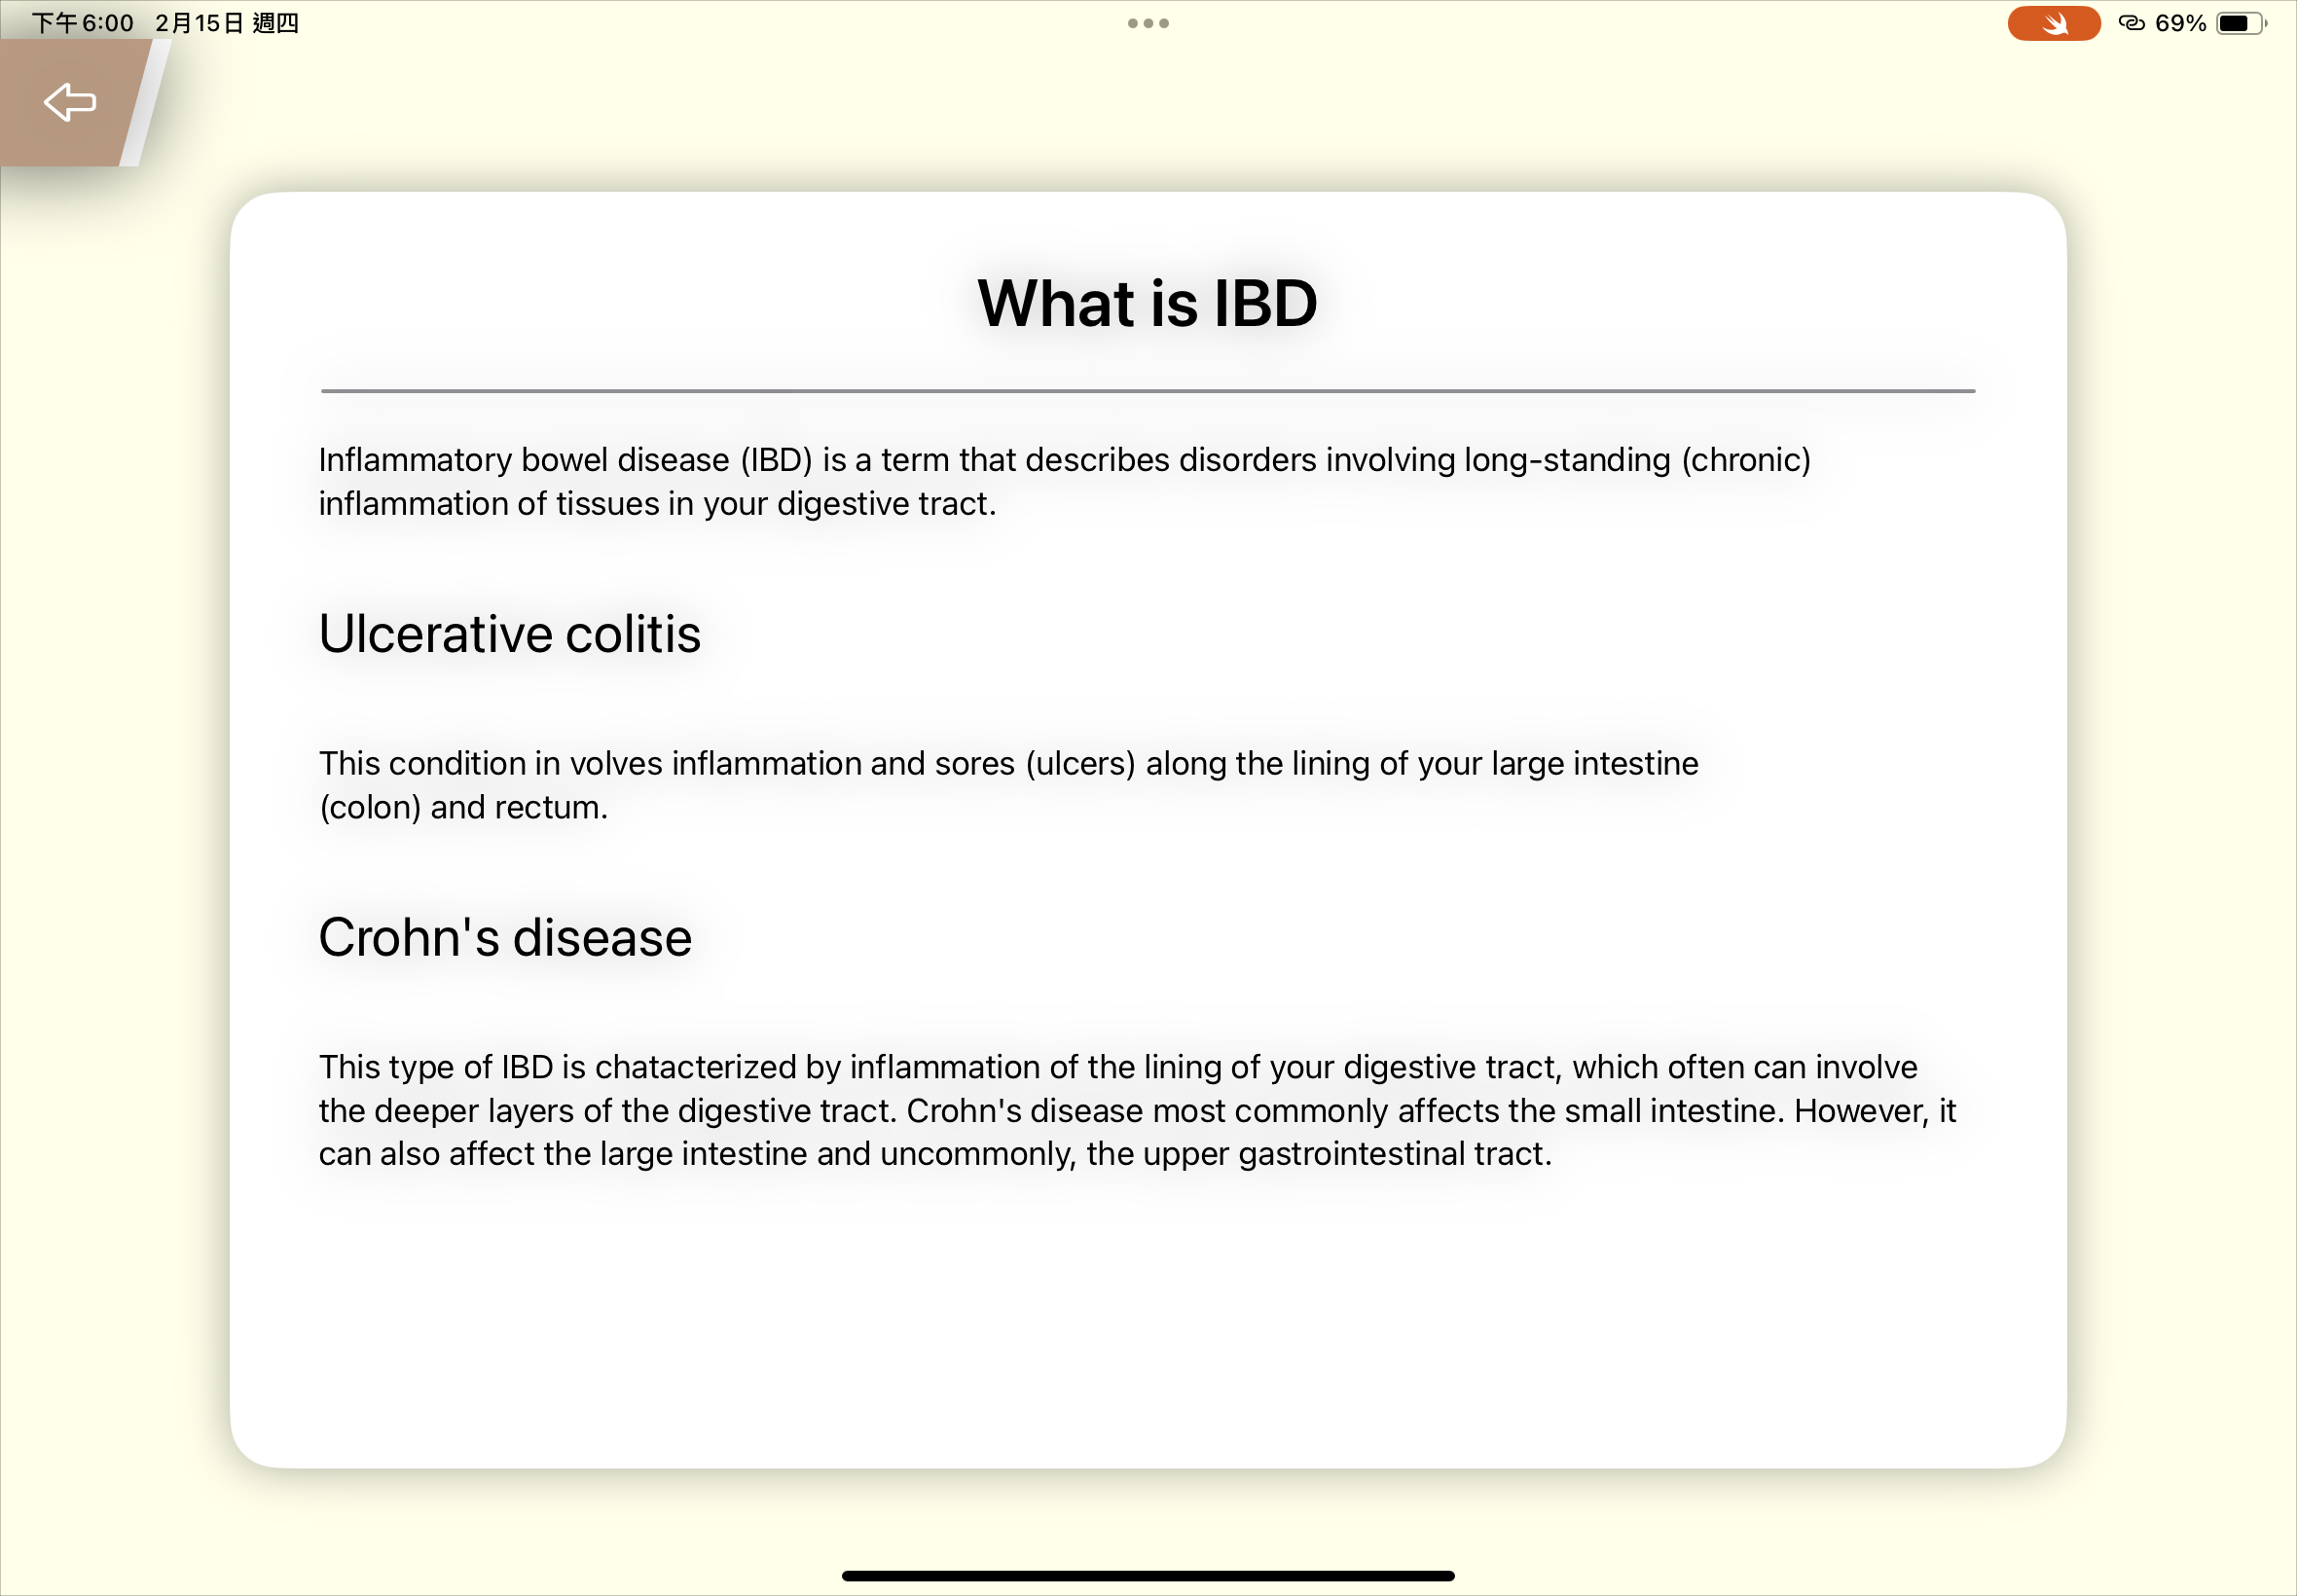 下午6:00 2月15日 週四
69%
What is IBD
Inflammatory bowel disease (IBD) is a term that describes disorders involving long-standing (chronic)
inflammation of tissues in your digestive tract.
Ulcerative colitis
This condition in volves inflammation and sores (ulcers) along the lining of your large intestine
(colon) and rectum.
Crohn's disease
This type of IBD is chatacterized by inflammation of the lining of your digestive tract, which often can involve
the deeper layers of the digestive tract. Crohn's disease most commonly affects the small intestine. However, it
can also affect the large intestine and uncommonly, the upper gastrointestinal tract.